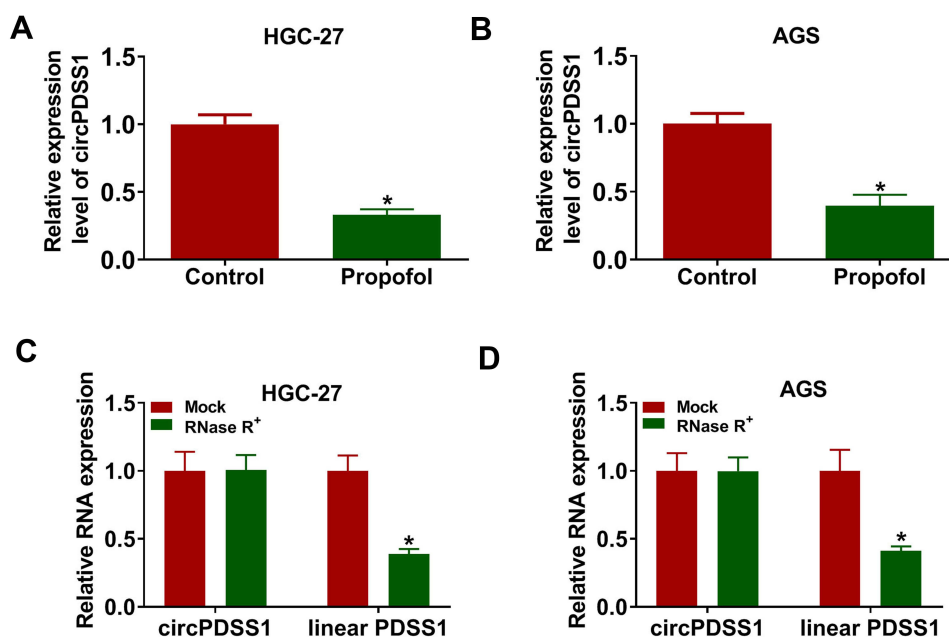 A
HGC-27
Relative expression
level of circPDSS1
1.5
1.0
0.5
0.0
*
Control
Propofol
B
AGS
Relative expression
level of circPDSS1
1.5
1.0
0.5
0.0
*
Control
Propofol
C
HGC-27
Relative RNA expression
1.5
1.0
0.5
0.0
Mock
RNase R+
*
circPDSS1
linear PDSS1
D
AGS
Relative RNA expression
1.5
1.0
0.5
0.0
Mock
RNase R+
*
circPDSS1
linear PDSS1